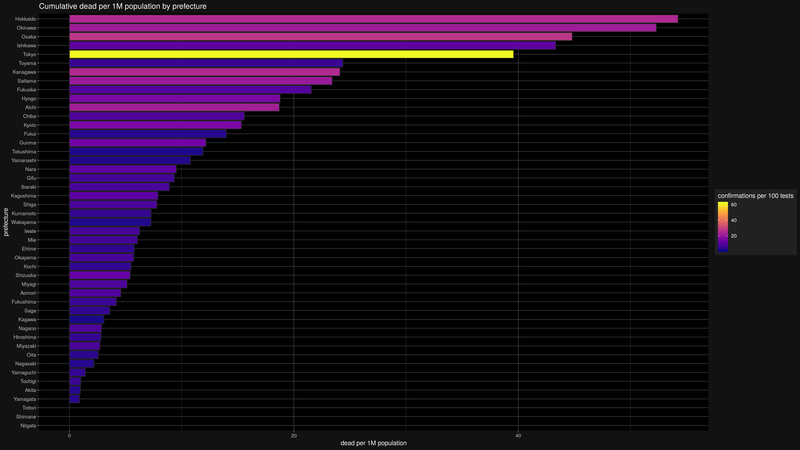 Cumulative dead per 1M population by prefecture
prefecture
Hokkaido
Okinawa
Osaka
Ishikawa
Tokyo
Toyama
Kanagawa
Saitama
Fukuoka
Hyogo
Aichi
Chiba
Kyoto
Fukui
Gunma
Tokushima
Yamanashi
Nara
Gifu
Ibaraki
Kagoshima
Shiga
Kumamoto
Wakayama
Iwate
Mie
Ehime
Okayama
Kochi
Shizuoka
Miyagi
Aomori
Fukushima
Saga
Kagawa
Nagano
Hiroshima
Miyazaki
Oita
Nagasaki
Yamaguchi
Tochigi
Akita
Yamagata
Tottori
Shimane
Niigata
0 20 40
dead per 1M population
confirmations per 100 tests
60
40
20